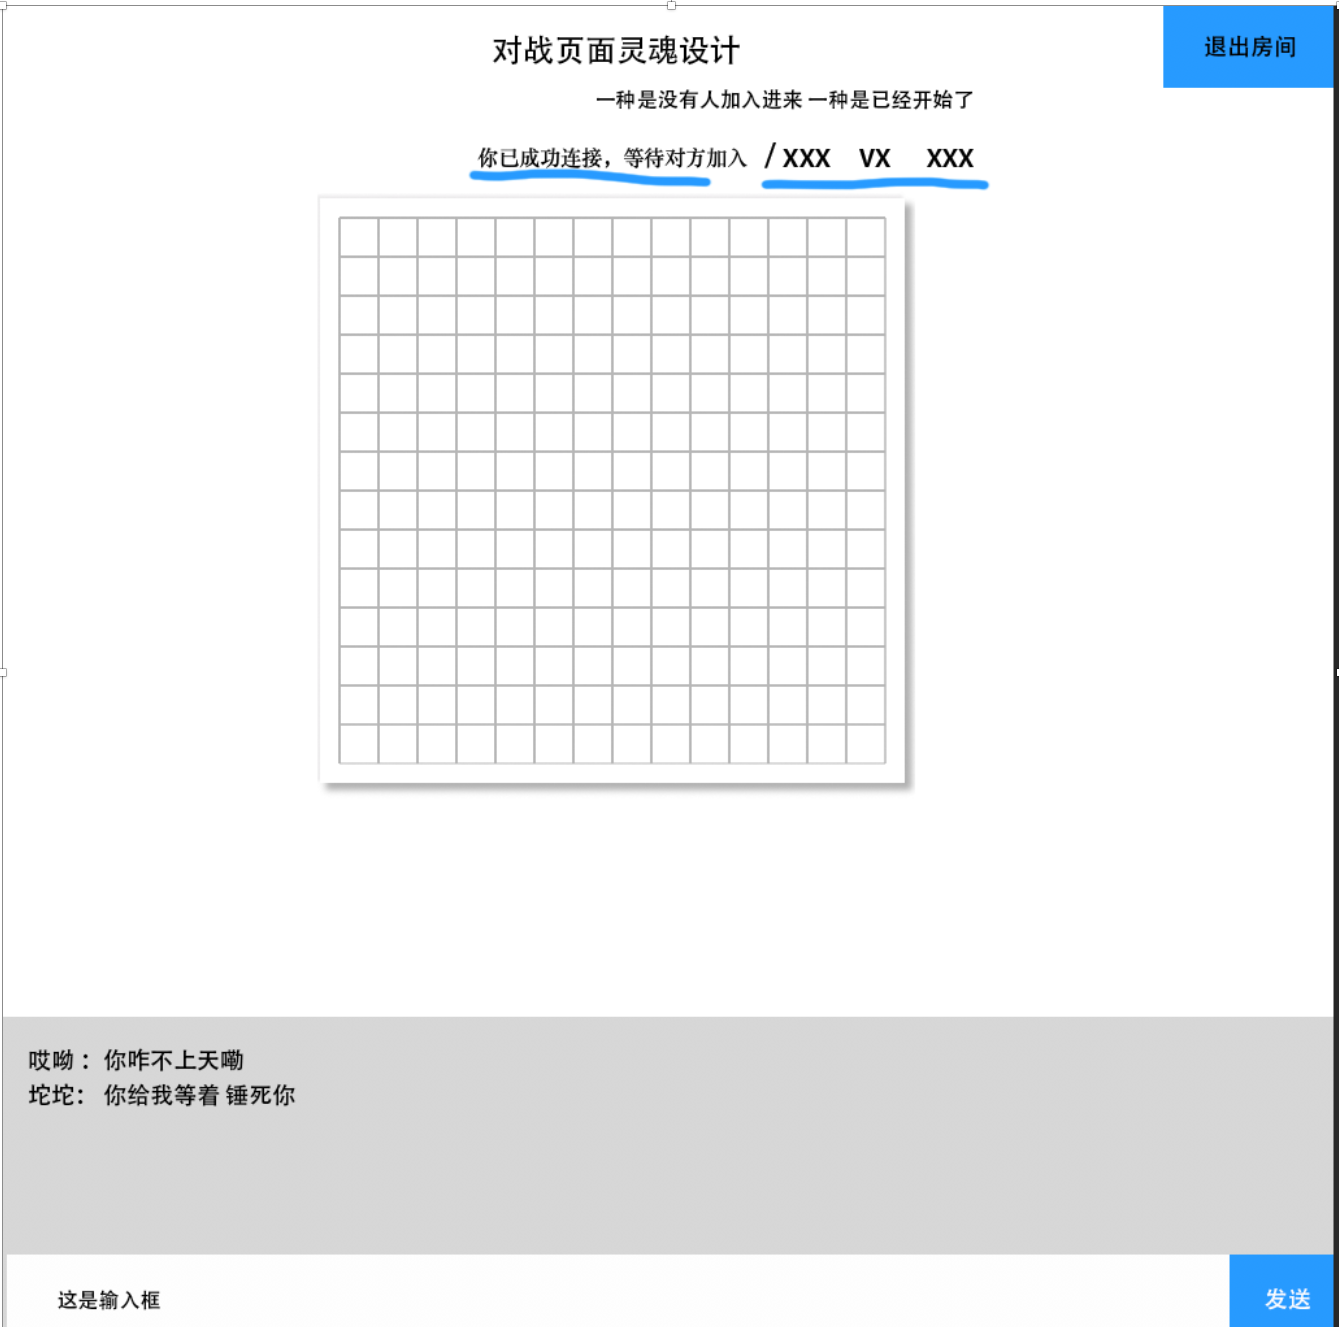 对战页面灵魂设计
退出房间
一种是没有人加入进来 一种是已经开始了
你已成功连接，等待对方加入 / XXX VX XXX
哎呦： 你咋不上天嘞
坨坨： 你给我等着 锤死你
这是输入框
发送